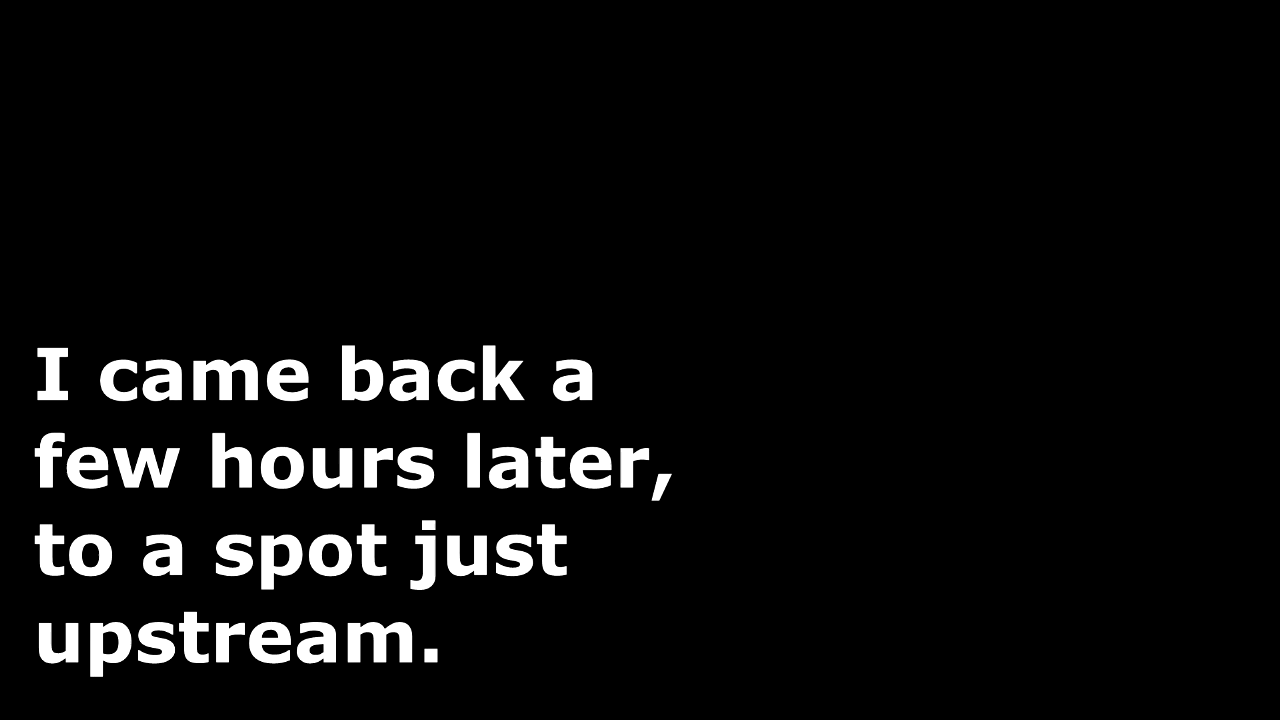 I came back a
few hours later,
to a spot just
upstream.